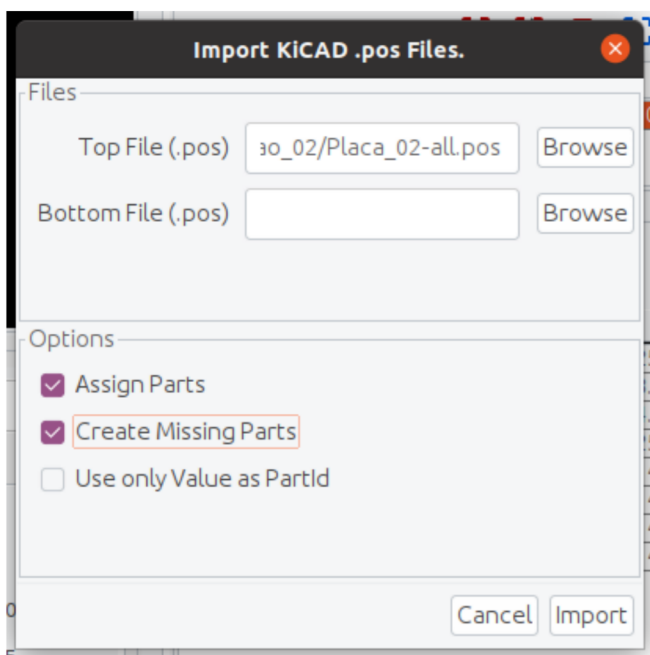 Import KiCAD .pos Files.
Files
Top File (.pos) ao_02/Placa_02-all.pos Browse
Bottom File (.pos) Browse
Options
Assign Parts
Create Missing Parts
Use only Value as PartId
Cancel Import